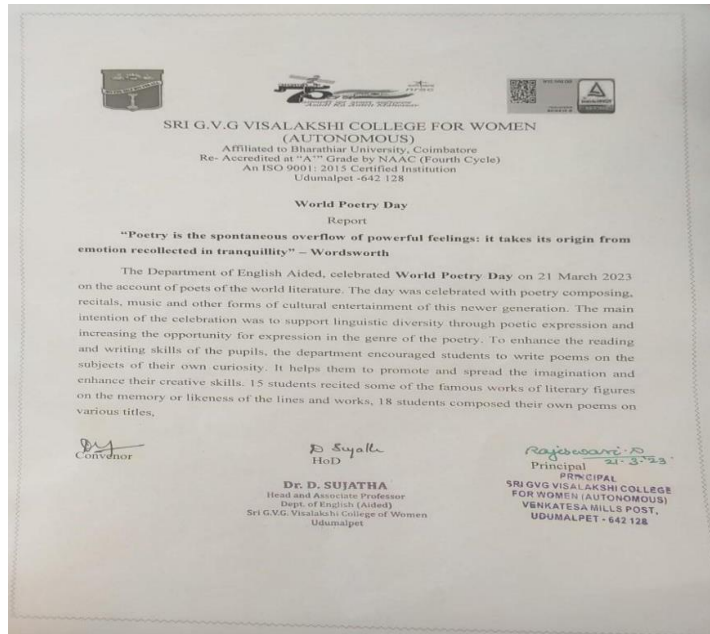 75
SRI G.V.G VISALAKSHI COLLEGE FOR WOMEN
(AUTONOMOUS)
Affiliated to Bharathiar University, Coimbatore
Re- Accredited at "A⁺" Grade by NAAC (Fourth Cycle)
An ISO 9001: 2015 Certified Institution
Udumalpet -642 128
World Poetry Day
Report
"Poetry is the spontaneous overflow of powerful feelings: it takes its origin from
emotion recollected in tranquillity" – Wordsworth
The Department of English Aided, celebrated World Poetry Day on 21 March 2023
on the account of poets of the world literature. The day was celebrated with poetry composing,
recitals, music and other forms of cultural entertainment of this newer generation. The main
intention of the celebration was to support linguistic diversity through poetic expression and
increasing the opportunity for expression in the genre of the poetry. To enhance the reading
and writing skills of the pupils, the department encouraged students to write poems on the
subjects of their own curiosity. It helps them to promote and spread the imagination and
enhance their creative skills. 15 students recited some of the famous works of literary figures
on the memory or likeness of the lines and works, 18 students composed their own poems on
various titles,
Convenor
D Sujatha
HoD
Dr. D. SUJATHA
Head and Associate Professor
Dept. of English (Aided)
Sri G.V.G. Visalakshi College of Women
Udumalpet
Rajeswari. D
21-3-'23
Principal
PRINCIPAL
SRI GVG VISALAKSHI COLLEGE
FOR WOMEN (AUTONOMOUS)
VENKATESA MILLS POST,
UDUMALPET - 642 128